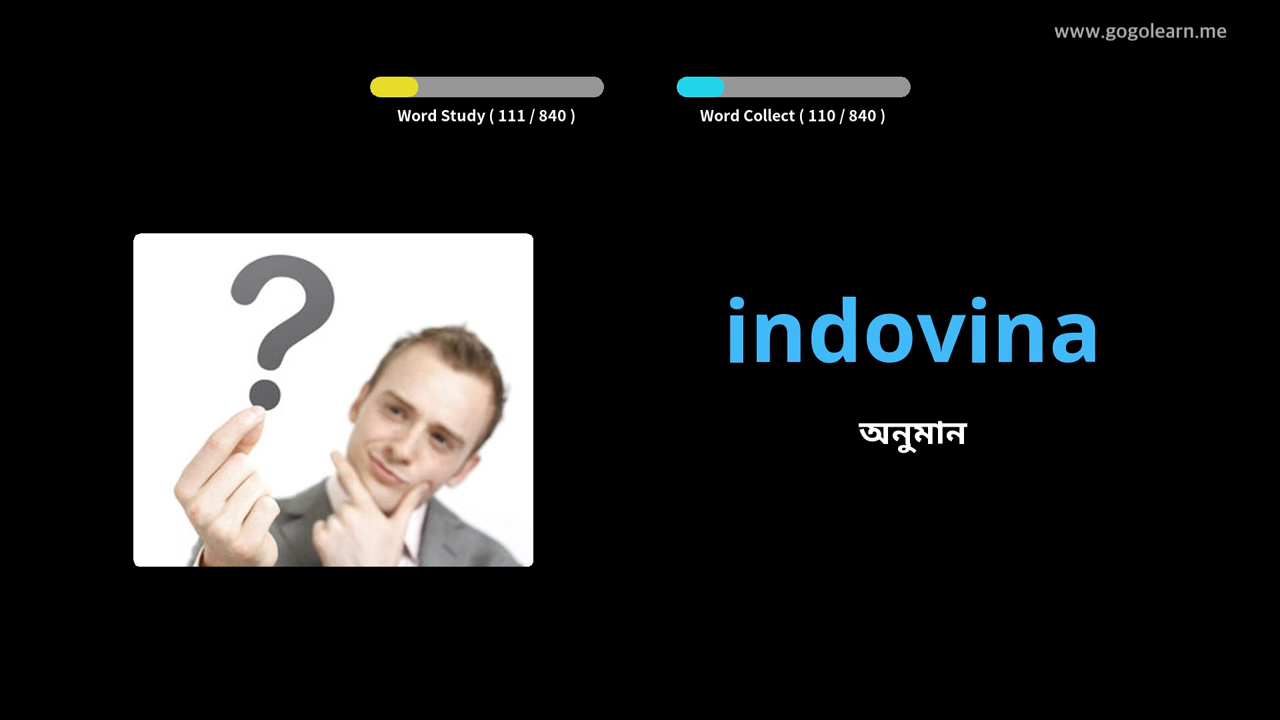 www.gogolearn.me
Word Study ( 111 / 840 )
Word Collect ( 110 / 840 )
indovina
অনুমান